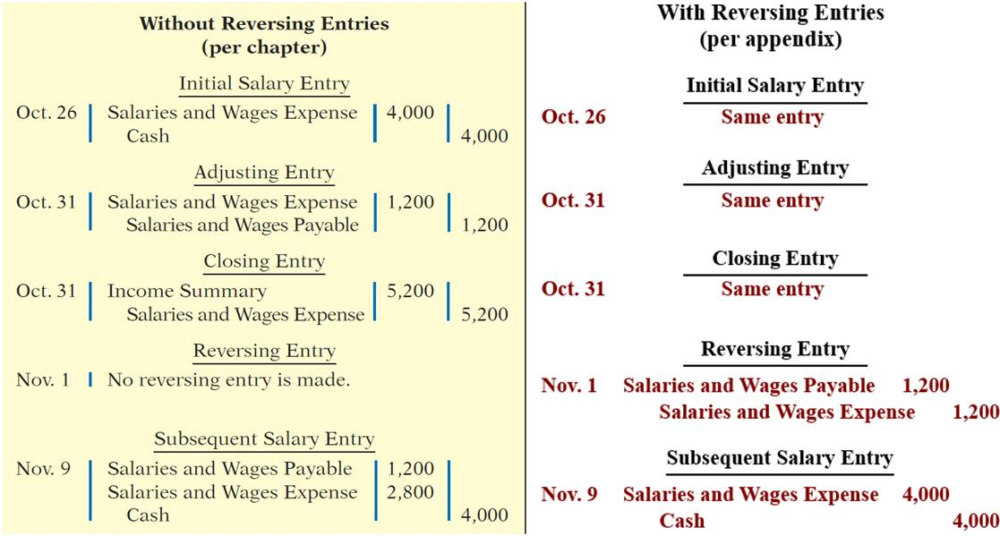 Without Reversing Entries
(per chapter)
Initial Salary Entry
Oct. 26 Salaries and Wages Expense 4,000
Cash 4,000
Adjusting Entry
Oct. 31 Salaries and Wages Expense 1,200
Salaries and Wages Payable 1,200
Closing Entry
Oct. 31 Income Summary 5,200
Salaries and Wages Expense 5,200
Reversing Entry
Nov. 1 No reversing entry is made.
Subsequent Salary Entry
Nov. 9 Salaries and Wages Payable 1,200
Salaries and Wages Expense 2,800
Cash 4,000
With Reversing Entries
(per appendix)
Initial Salary Entry
Oct. 26 Same entry
Adjusting Entry
Oct. 31 Same entry
Closing Entry
Oct. 31 Same entry
Reversing Entry
Nov. 1 Salaries and Wages Payable 1,200
Salaries and Wages Expense 1,200
Subsequent Salary Entry
Nov. 9 Salaries and Wages Expense 4,000
Cash 4,000